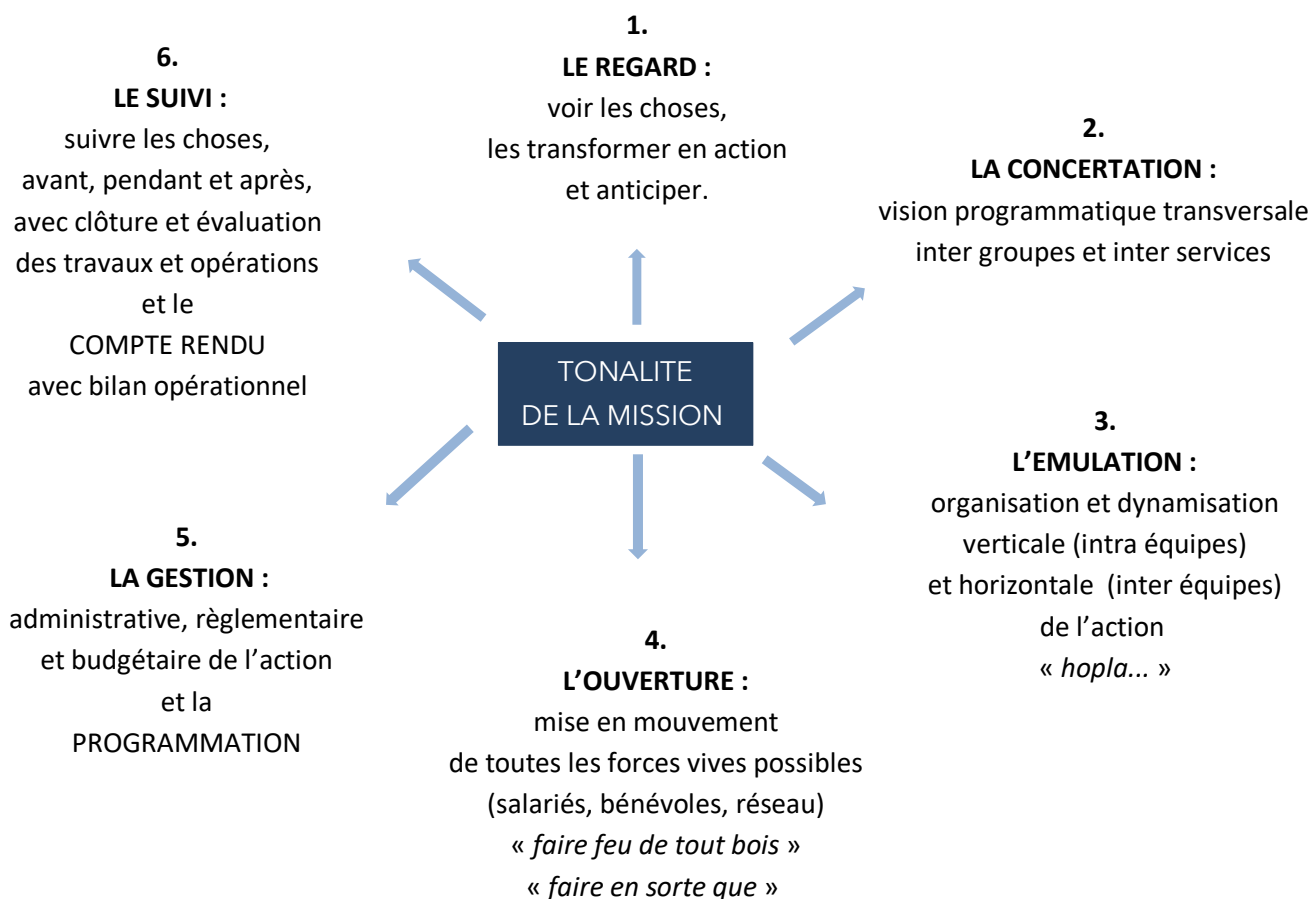 1.
LE REGARD :
voir les choses,
les transformer en action
et anticiper.
2.
LA CONCERTATION :
vision programmatique transversale
inter groupes et inter services
3.
L’EMULATION :
organisation et dynamisation
verticale (intra équipes)
et horizontale  (inter équipes)
de l’action
« hopla... »
4.
L’OUVERTURE :
mise en mouvement
de toutes les forces vives possibles
(salariés, bénévoles, réseau)
« faire feu de tout bois »
« faire en sorte que »
5.
LA GESTION :
administrative, règlementaire
et budgétaire de l’action
et la
PROGRAMMATION
6.
LE SUIVI :
suivre les choses,
avant, pendant et après,
avec clôture et évaluation
des travaux et opérations
et le
COMPTE RENDU
avec bilan opérationnel
TONALITE
DE LA MISSION